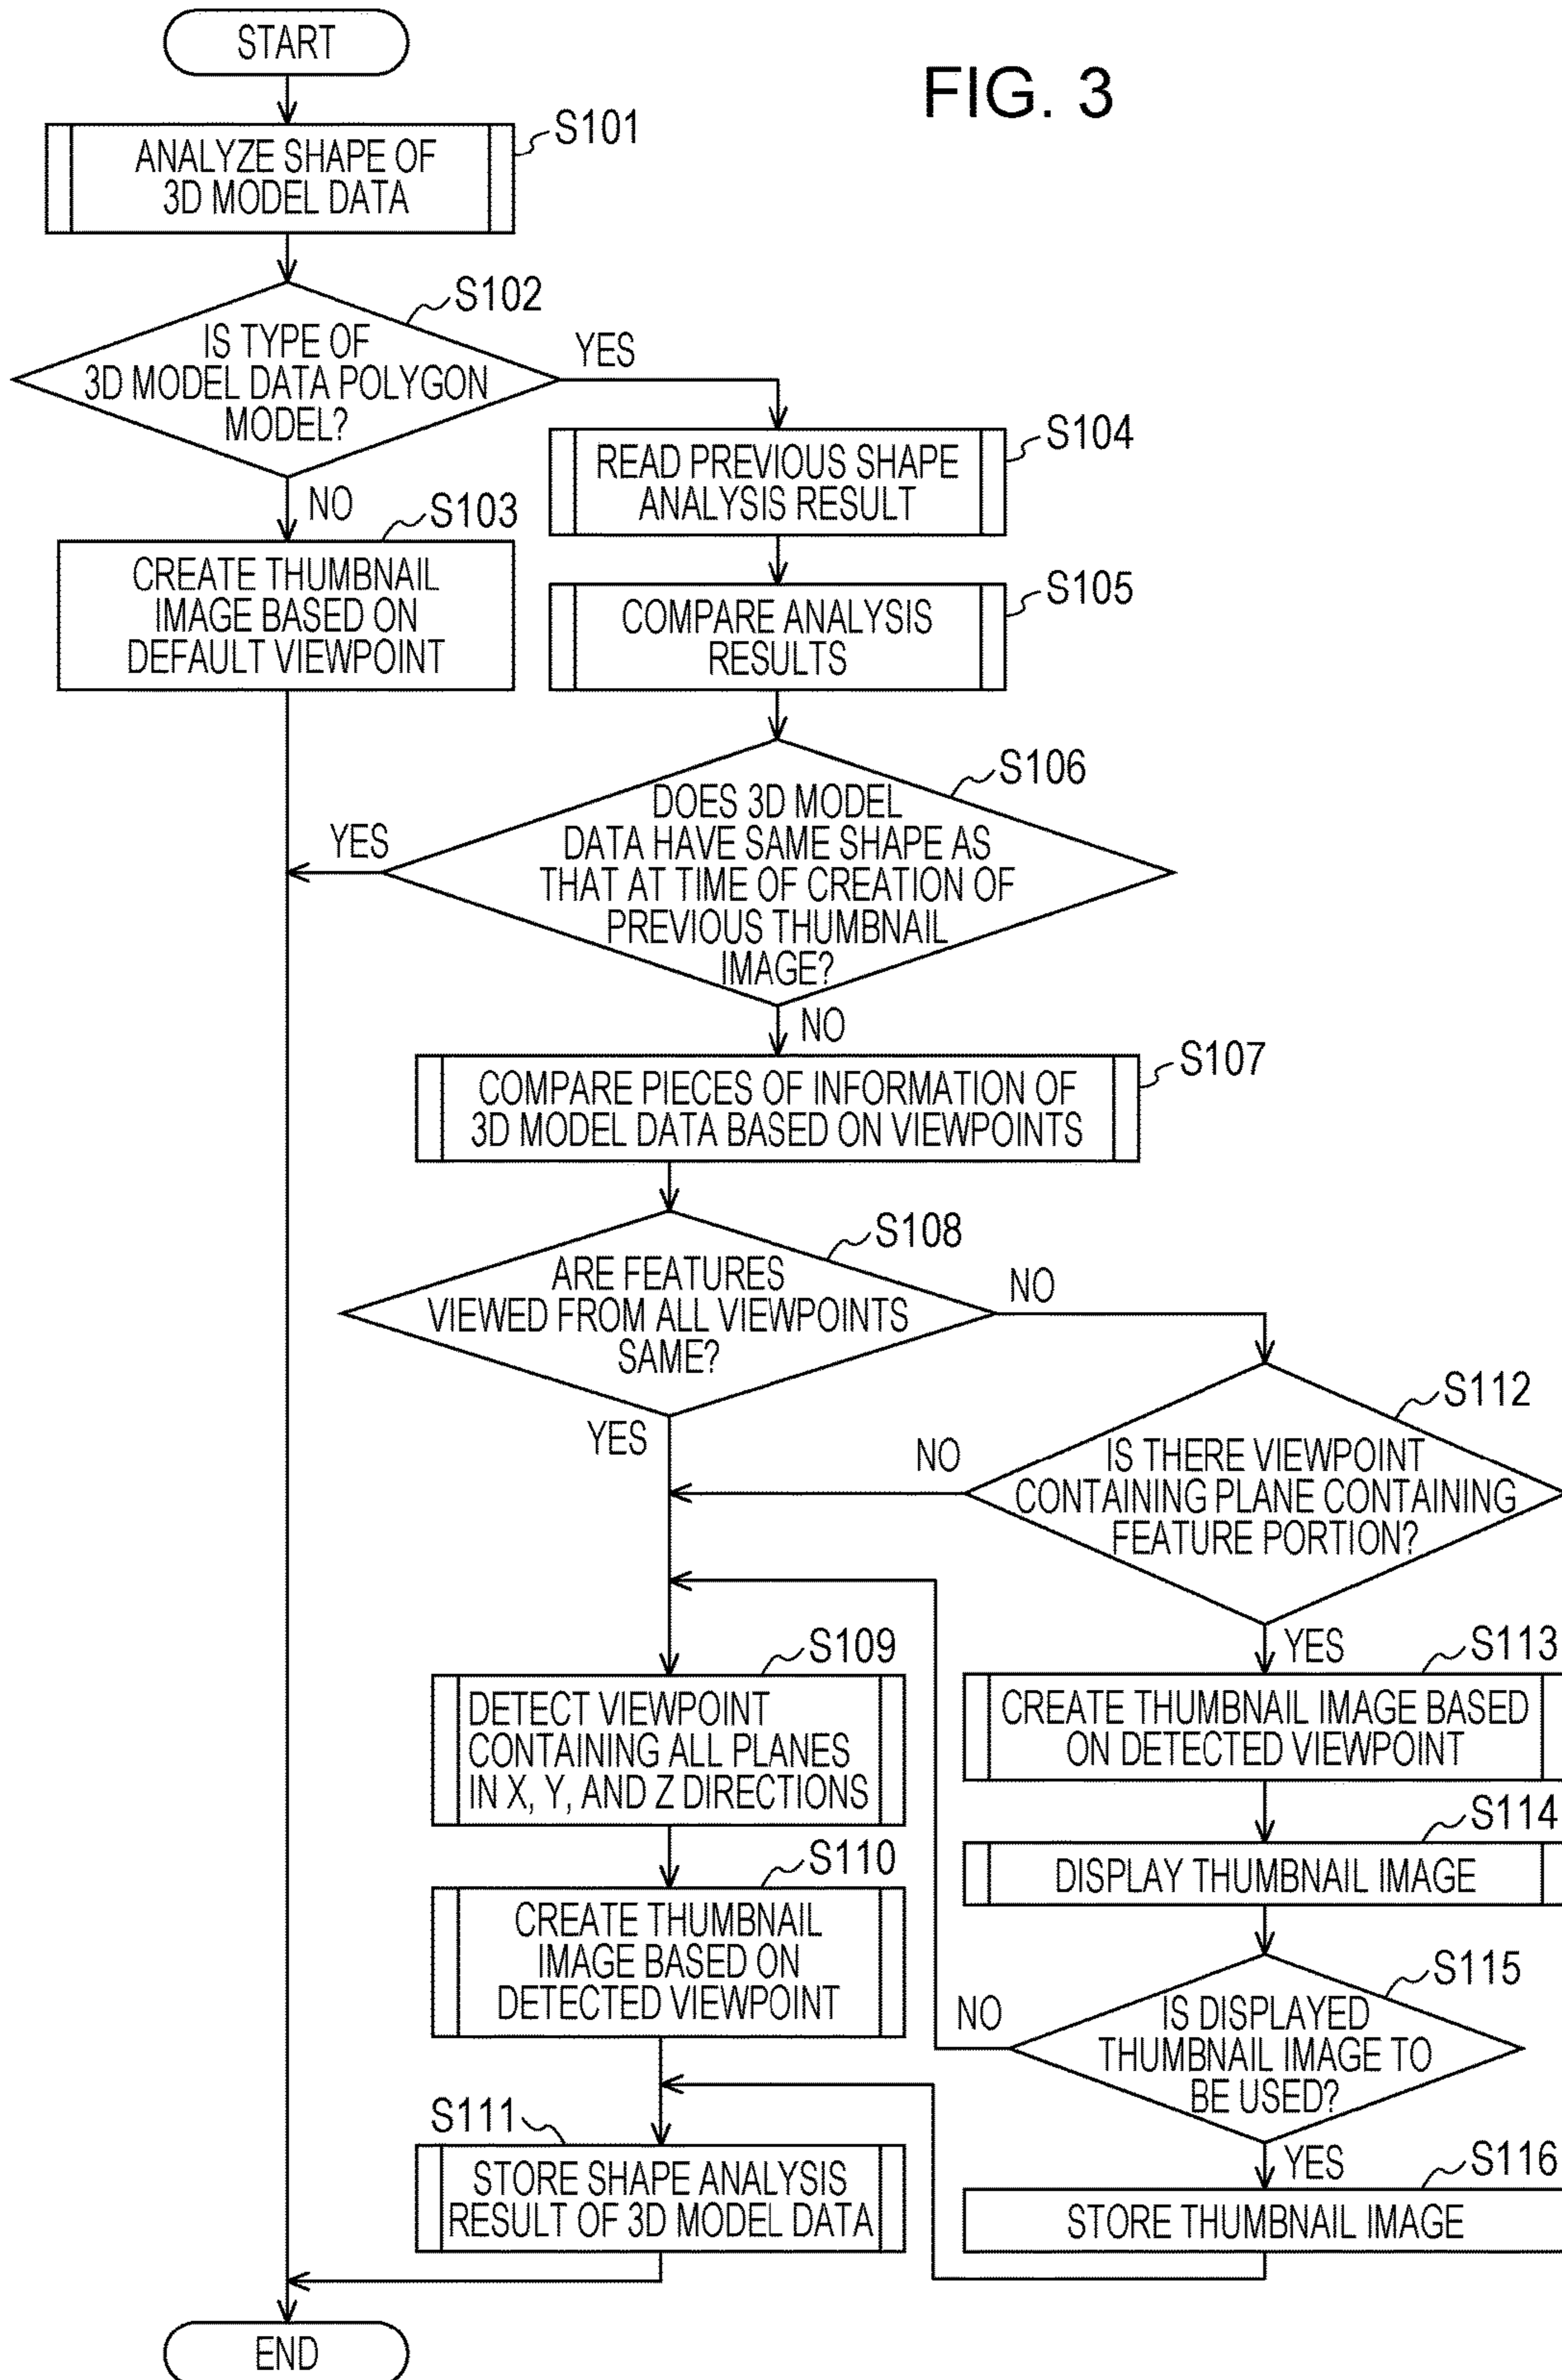 START
FIG. 3
S101
ANALYZE SHAPE OF
3D MODEL DATA
S102
IS TYPE OF
3D MODEL DATA POLYGON
MODEL?
YES
NO
S103
CREATE THUMBNAIL
IMAGE BASED ON
DEFAULT VIEWPOINT
S104
READ PREVIOUS SHAPE
ANALYSIS RESULT
S105
COMPARE ANALYSIS
RESULTS
S106
DOES 3D MODEL
DATA HAVE SAME SHAPE AS
THAT AT TIME OF CREATION OF
PREVIOUS THUMBNAIL
IMAGE?
YES
NO
S107
COMPARE PIECES OF INFORMATION OF
3D MODEL DATA BASED ON VIEWPOINTS
S108
ARE FEATURES
VIEWED FROM ALL VIEWPOINTS
SAME?
NO
YES
S112
IS THERE VIEWPOINT
CONTAINING PLANE CONTAINING
FEATURE PORTION?
NO
YES
S109
DETECT VIEWPOINT
CONTAINING ALL PLANES
IN X, Y, AND Z DIRECTIONS
S113
CREATE THUMBNAIL IMAGE BASED
ON DETECTED VIEWPOINT
S110
CREATE THUMBNAIL
IMAGE BASED ON
DETECTED VIEWPOINT
S114
DISPLAY THUMBNAIL IMAGE
S115
IS DISPLAYED
THUMBNAIL IMAGE TO
BE USED?
NO
YES
S111
STORE SHAPE ANALYSIS
RESULT OF 3D MODEL DATA
S116
STORE THUMBNAIL IMAGE
END